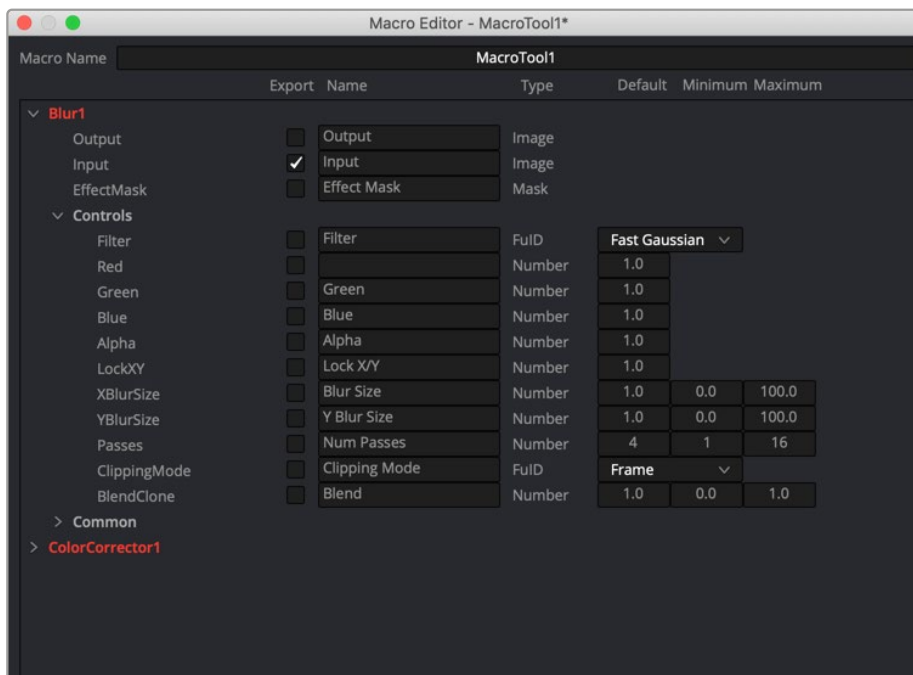 Macro Editor - MacroTool1*
Macro Name MacroTool1
Export Name Type Default Minimum Maximum
Blur1
Output Output Image
Input Input Image
EffectMask Effect Mask Mask
Controls
Filter Filter FuID Fast Gaussian
Red Number 1.0
Green Green Number 1.0
Blue Blue Number 1.0
Alpha Alpha Number 1.0
LockXY Lock X/Y Number 1.0
XBlurSize Blur Size Number 1.0 0.0 100.0
YBlurSize Y Blur Size Number 1.0 0.0 100.0
Passes Num Passes Number 4 1 16
ClippingMode Clipping Mode FuID Frame
BlendClone Blend Number 1.0 0.0 1.0
Common
ColorCorrector1